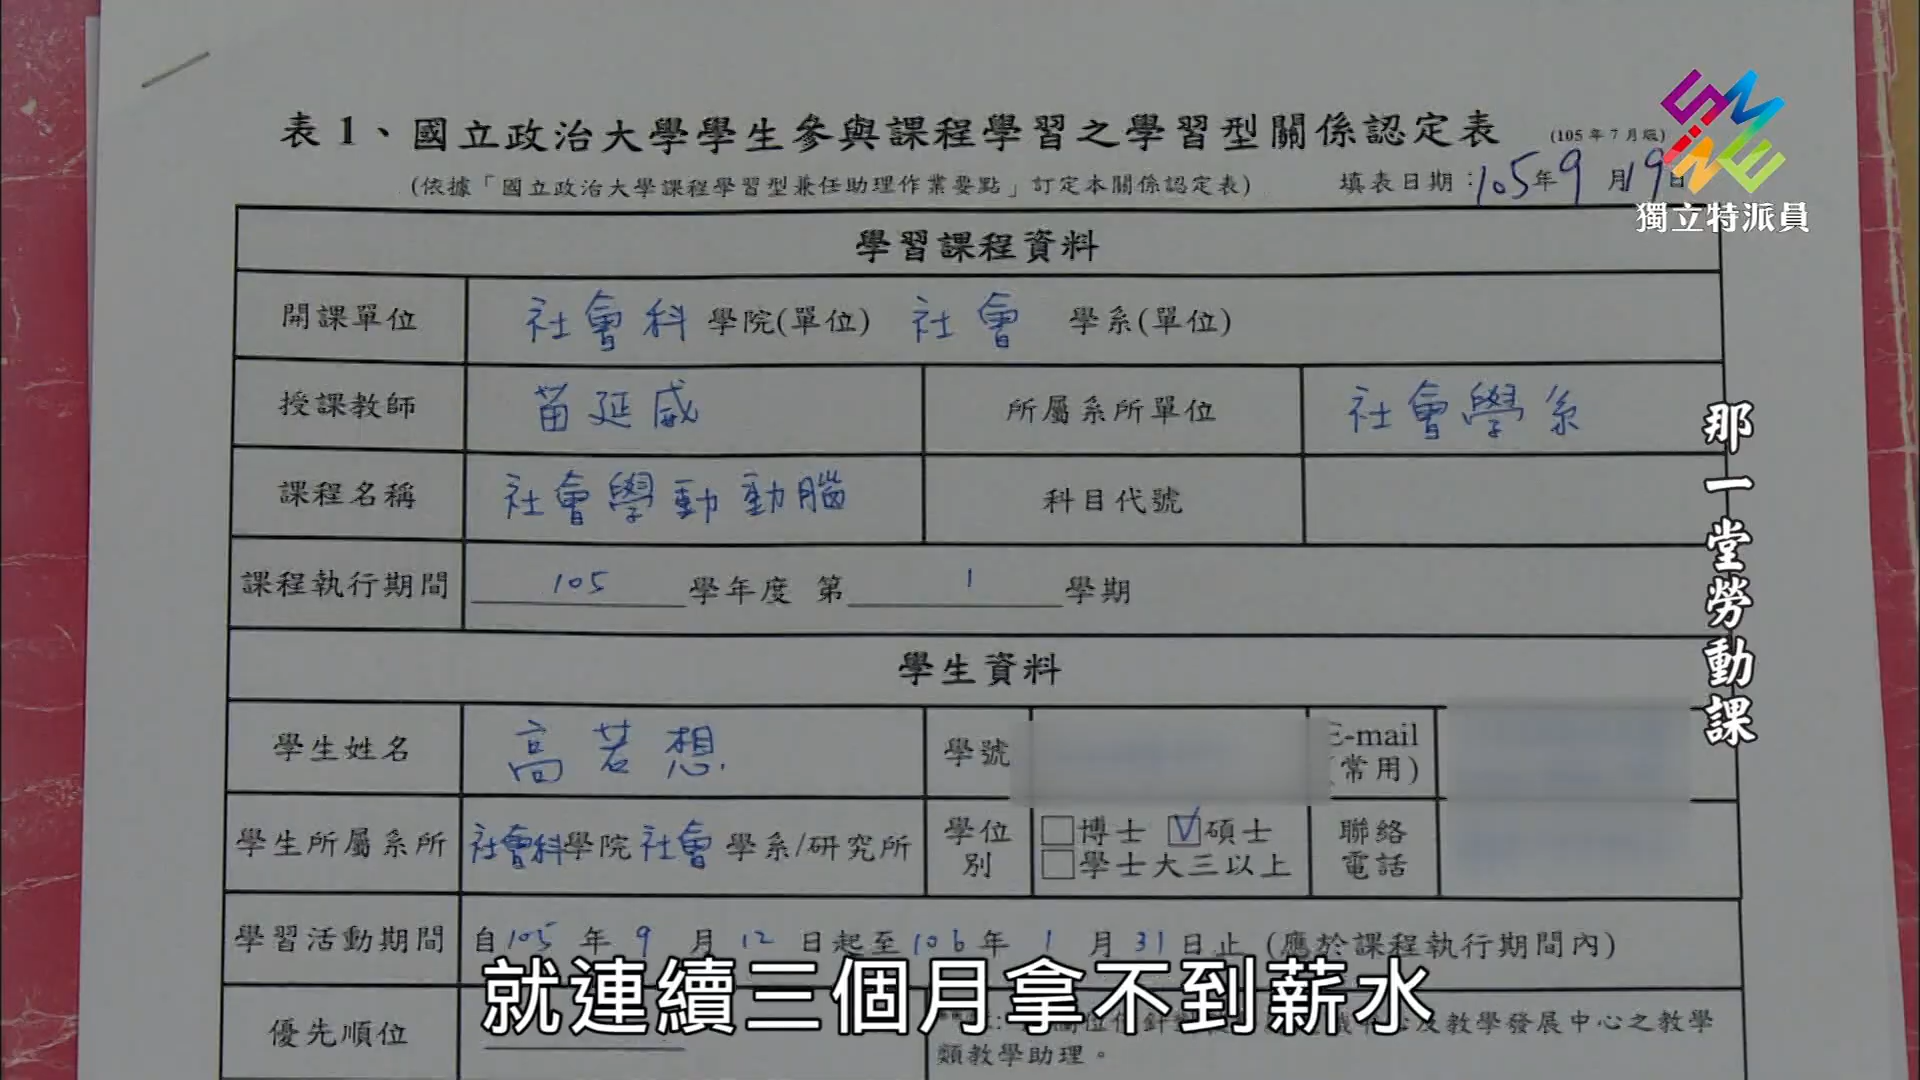 表1、國立政治大學學生參與課程學習之學習型關係認定表
(105年7月版)
(依據「國立政治大學課程學習型兼任助理作業要點」訂定本關係認定表)
填表日期：105年9月19日
獨立特派員
學習課程資料
開課單位 社會科學院(單位) 社會 學系(單位)
授課教師 苗延威 所屬系所單位 社會學系
課程名稱 社會學動動腦 科目代號
課程執行期間 105 學年度 第 1 學期
那一堂勞動課
學生資料
學生姓名 高若想 學號 E-mail
(常用)
學生所屬系所 社會科學院 社會 學系/研究所 學位別 □博士 ☑碩士
□學士大三以上
聯絡電話
學習活動期間 自105年9月12日起至106年1月31日止(應於課程執行期間內)
就連續三個月拿不到薪水
優先順位
及教學發展中心之教學
類教學助理。